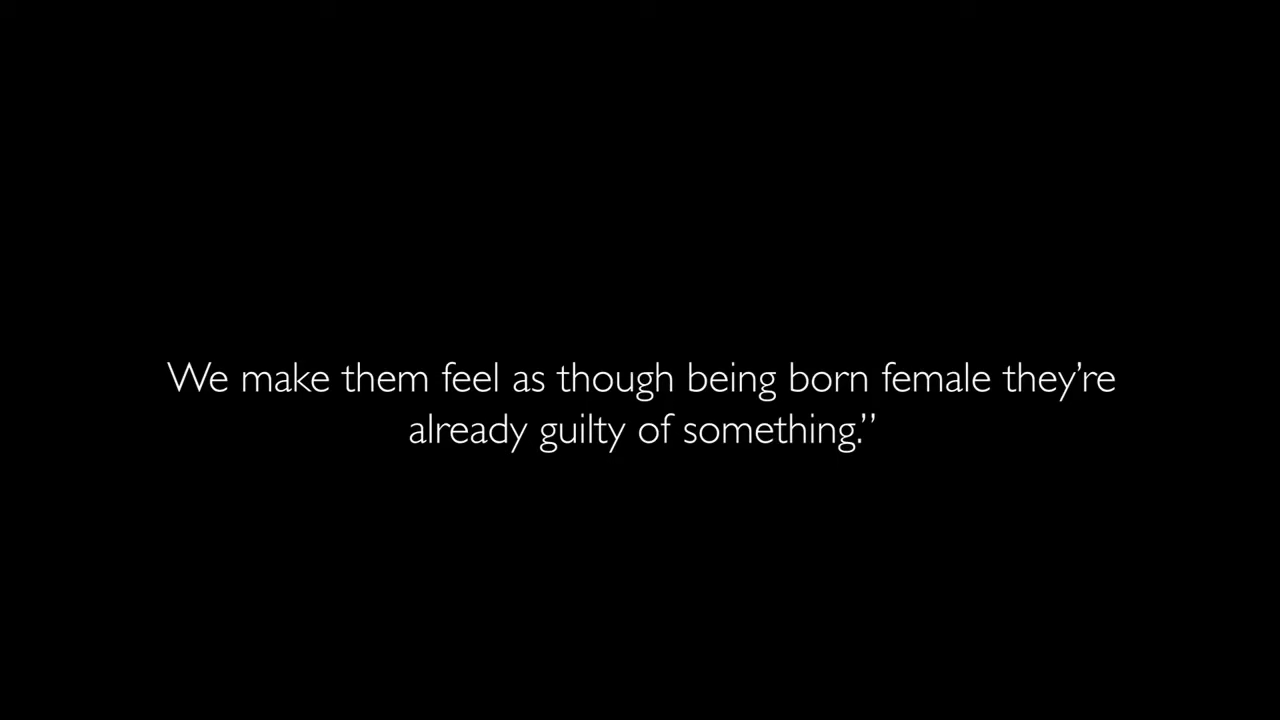 We make them feel as though being born female they’re
already guilty of something.”